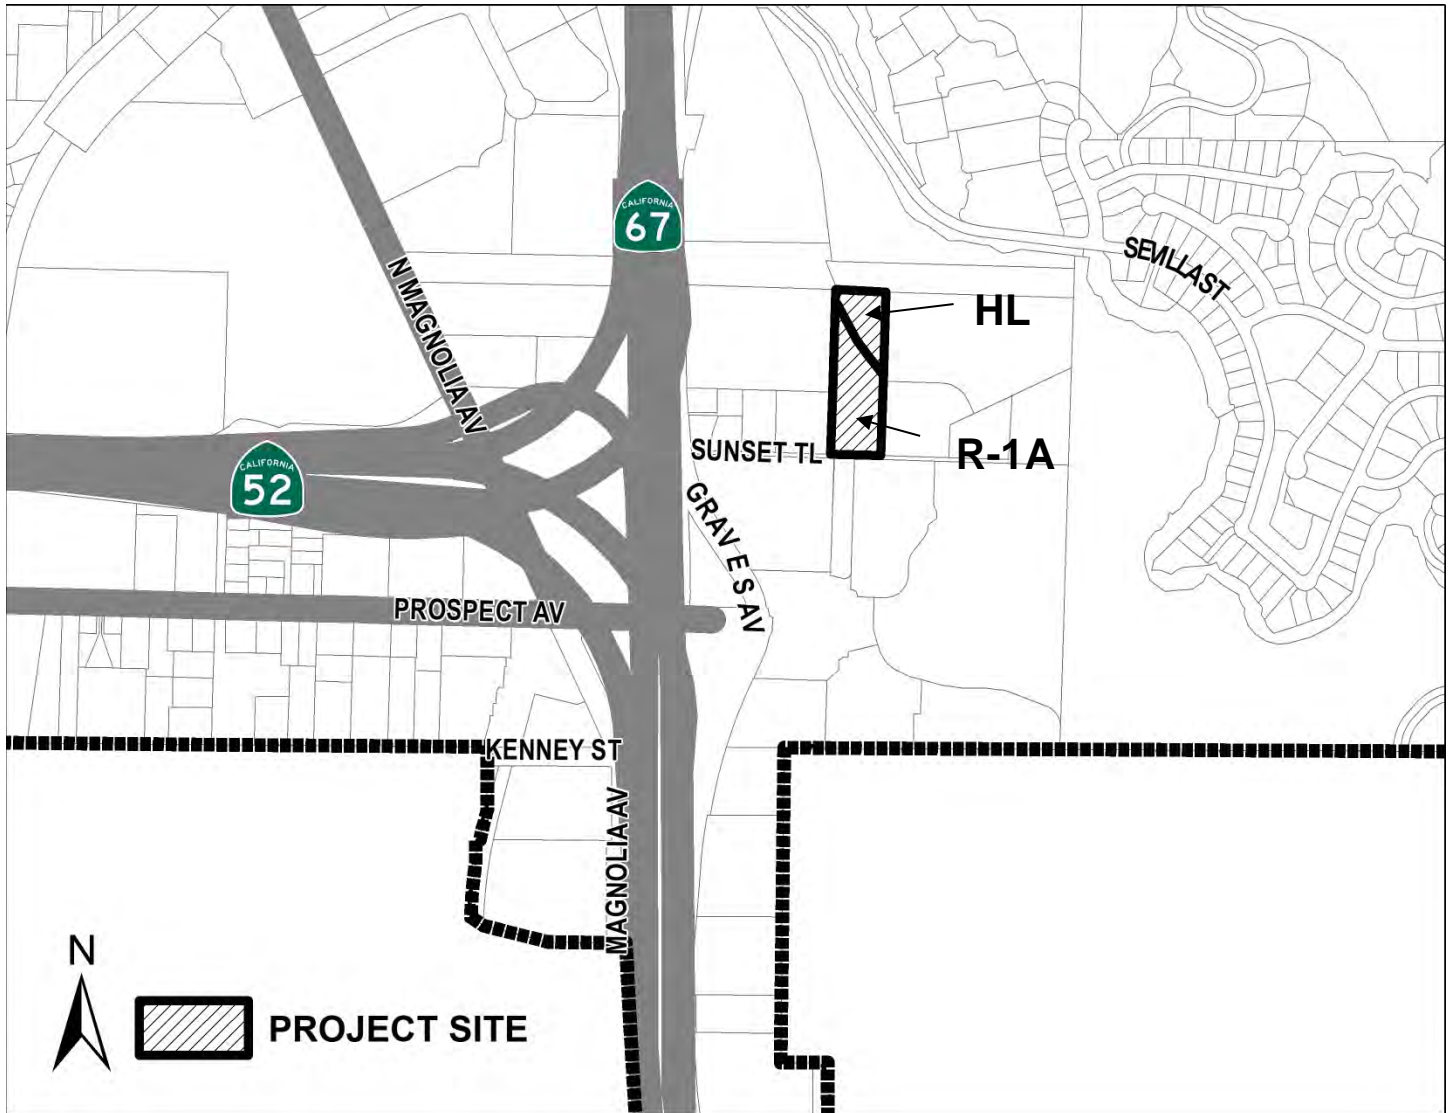 CALIFORNIA
67
N MAGNOLIA AV
SEVILLA ST
HL
CALIFORNIA
52
SUNSET TL
R-1A
GRAVES AV
PROSPECT AV
KENNEY ST
MAGNOLIA AV
N
PROJECT SITE